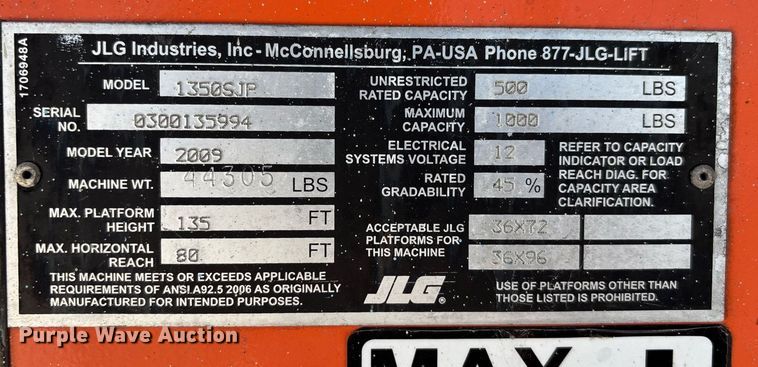 JLG Industries, Inc - McConnellsburg, PA-USA Phone 877-JLG-LiFT
1706948A
MODEL 1350SJP
SERIAL NO. 0300135994
MODEL YEAR 2009
MACHINE WT. 44305 LBS
MAX. PLATFORM HEIGHT 135 FT
MAX. HORIZONTAL REACH 80 FT
THIS MACHINE MEETS OR EXCEEDS APPLICABLE
REQUIREMENTS OF ANSI A92.5 2006 AS ORIGINALLY
MANUFACTURED FOR INTENDED PURPOSES.
UNRESTRICTED RATED CAPACITY 500 LBS
MAXIMUM CAPACITY 1000 LBS
ELECTRICAL SYSTEMS VOLTAGE 12
RATED GRADABILITY 45 %
REFER TO CAPACITY
INDICATOR OR LOAD
REACH DIAG. FOR
CAPACITY AREA
CLARIFICATION.
ACCEPTABLE JLG
PLATFORMS FOR
THIS MACHINE
36X72
36X96
JLG
USE OF PLATFORMS OTHER THAN
THOSE LISTED IS PROHIBITED.
Purple Wave Auction
MAX